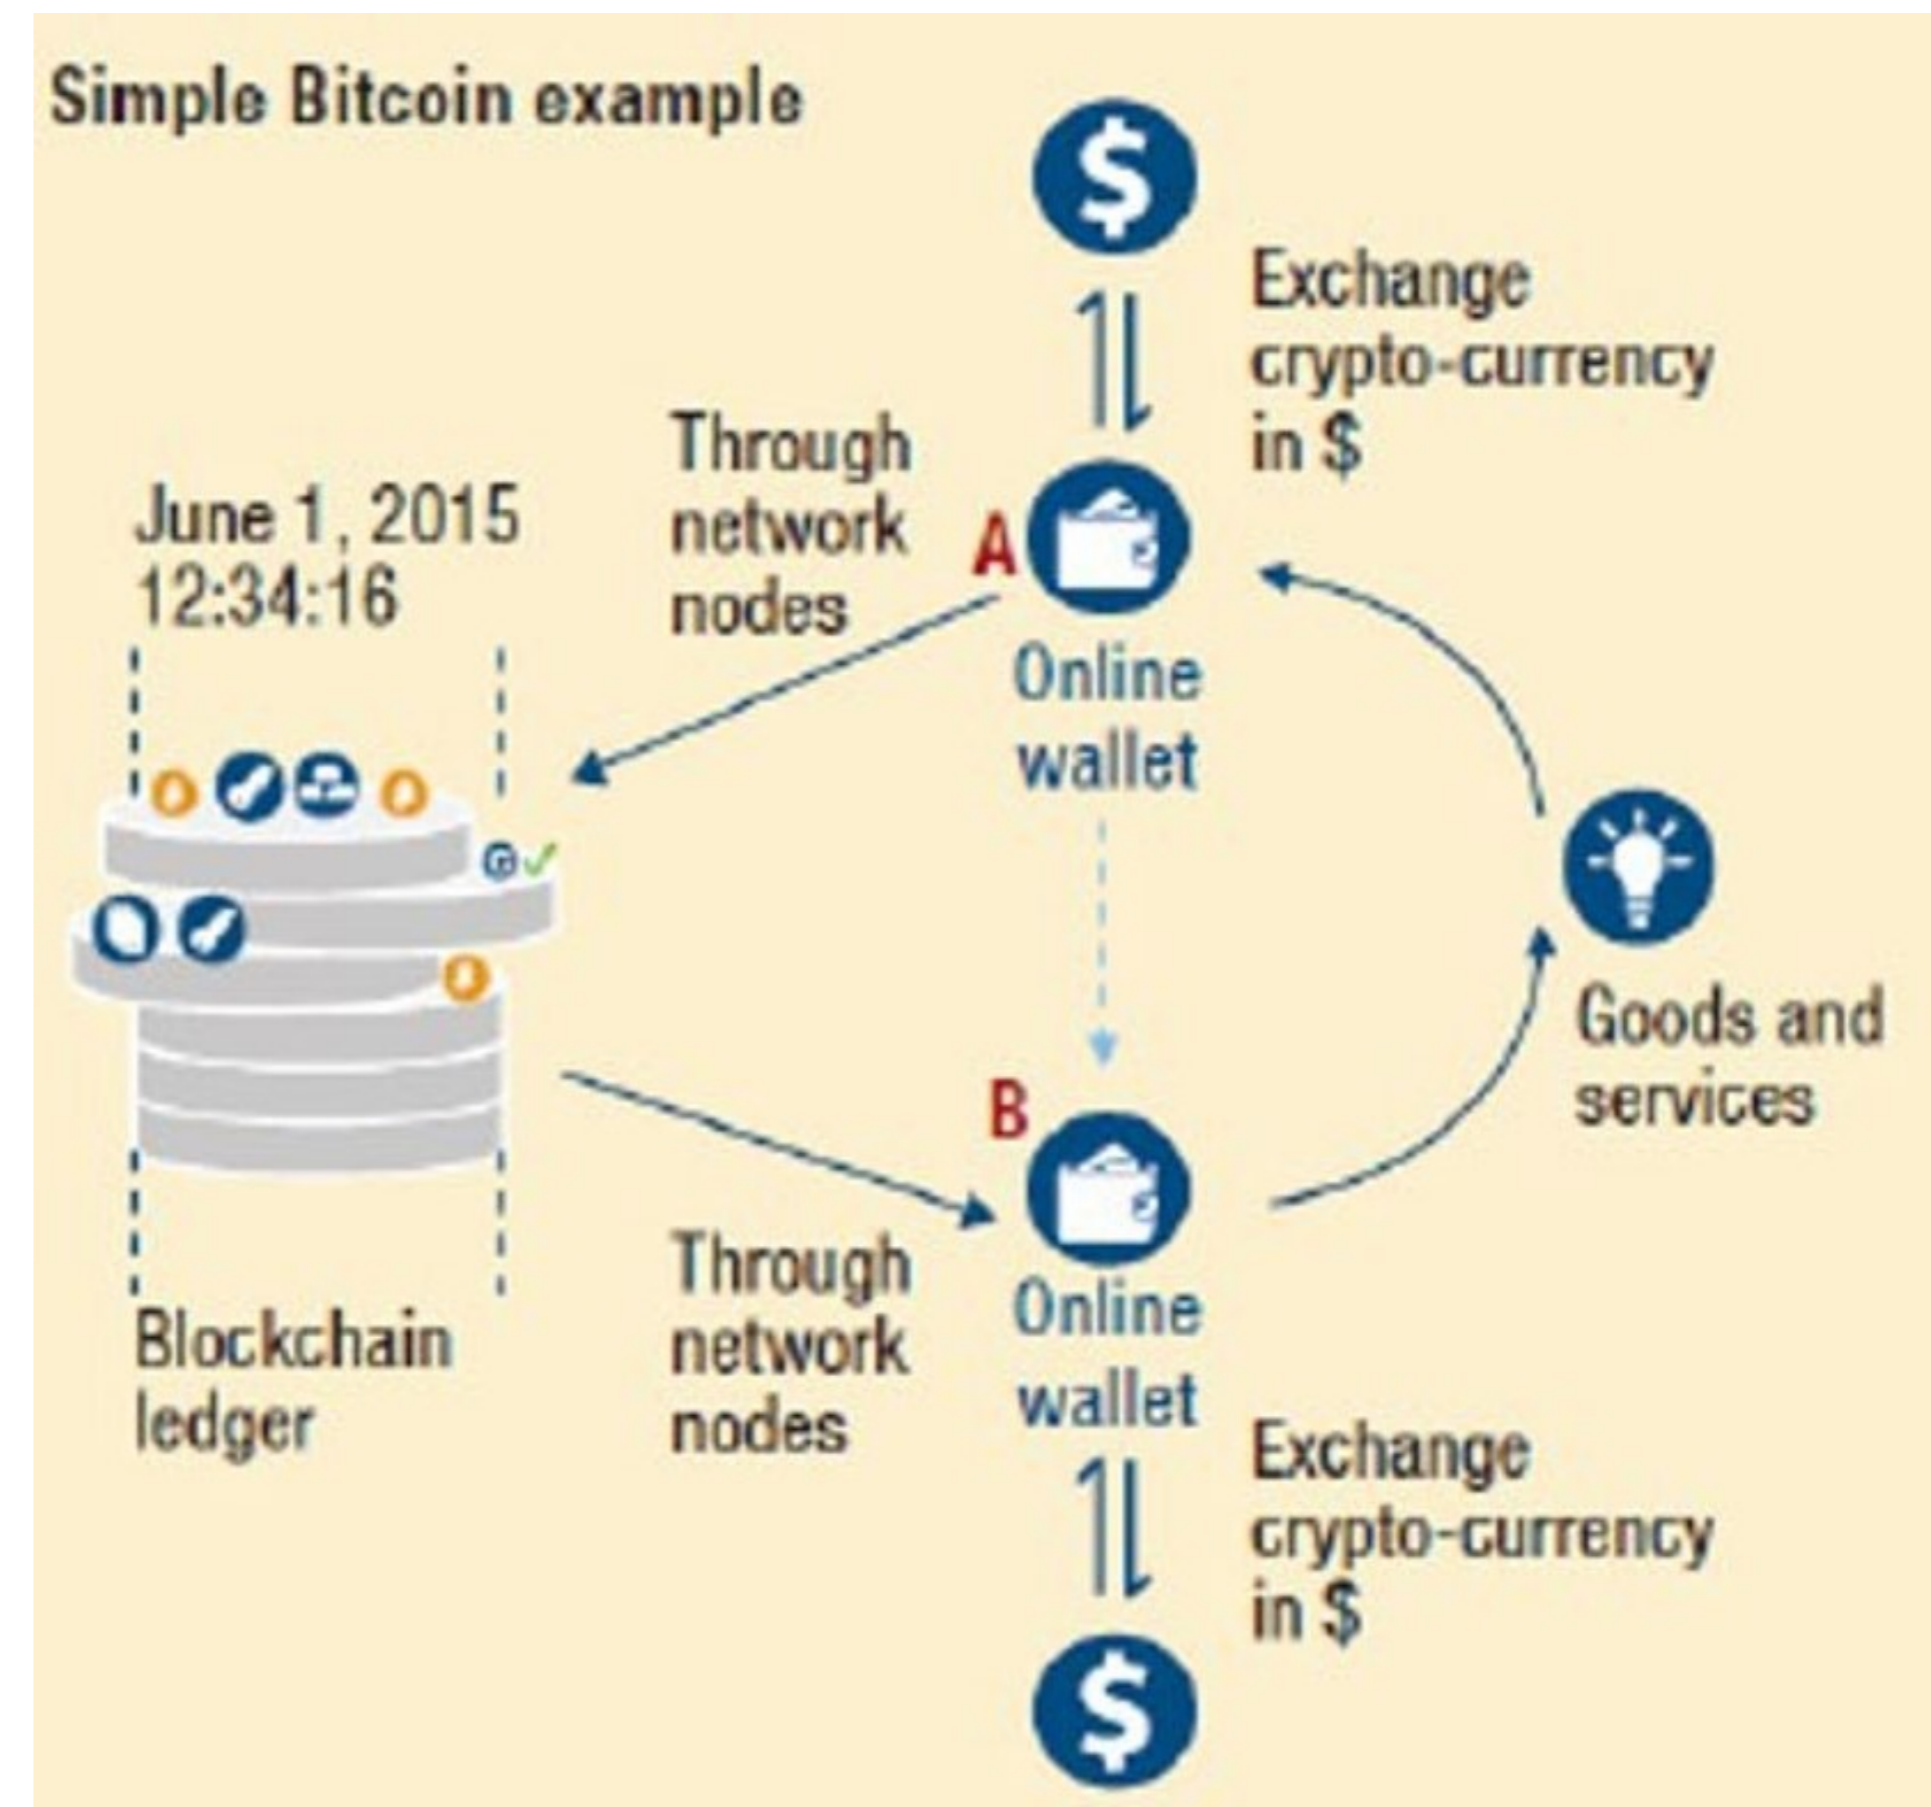 Simple Bitcoin example
$
Exchange
crypto-currency
in $
Through
network
nodes
June 1, 2015
12:34:16
A
Online
wallet
B
Goods and
services
Through
network
nodes
Online
wallet
Blockchain
ledger
Exchange
crypto-currency
in $
$